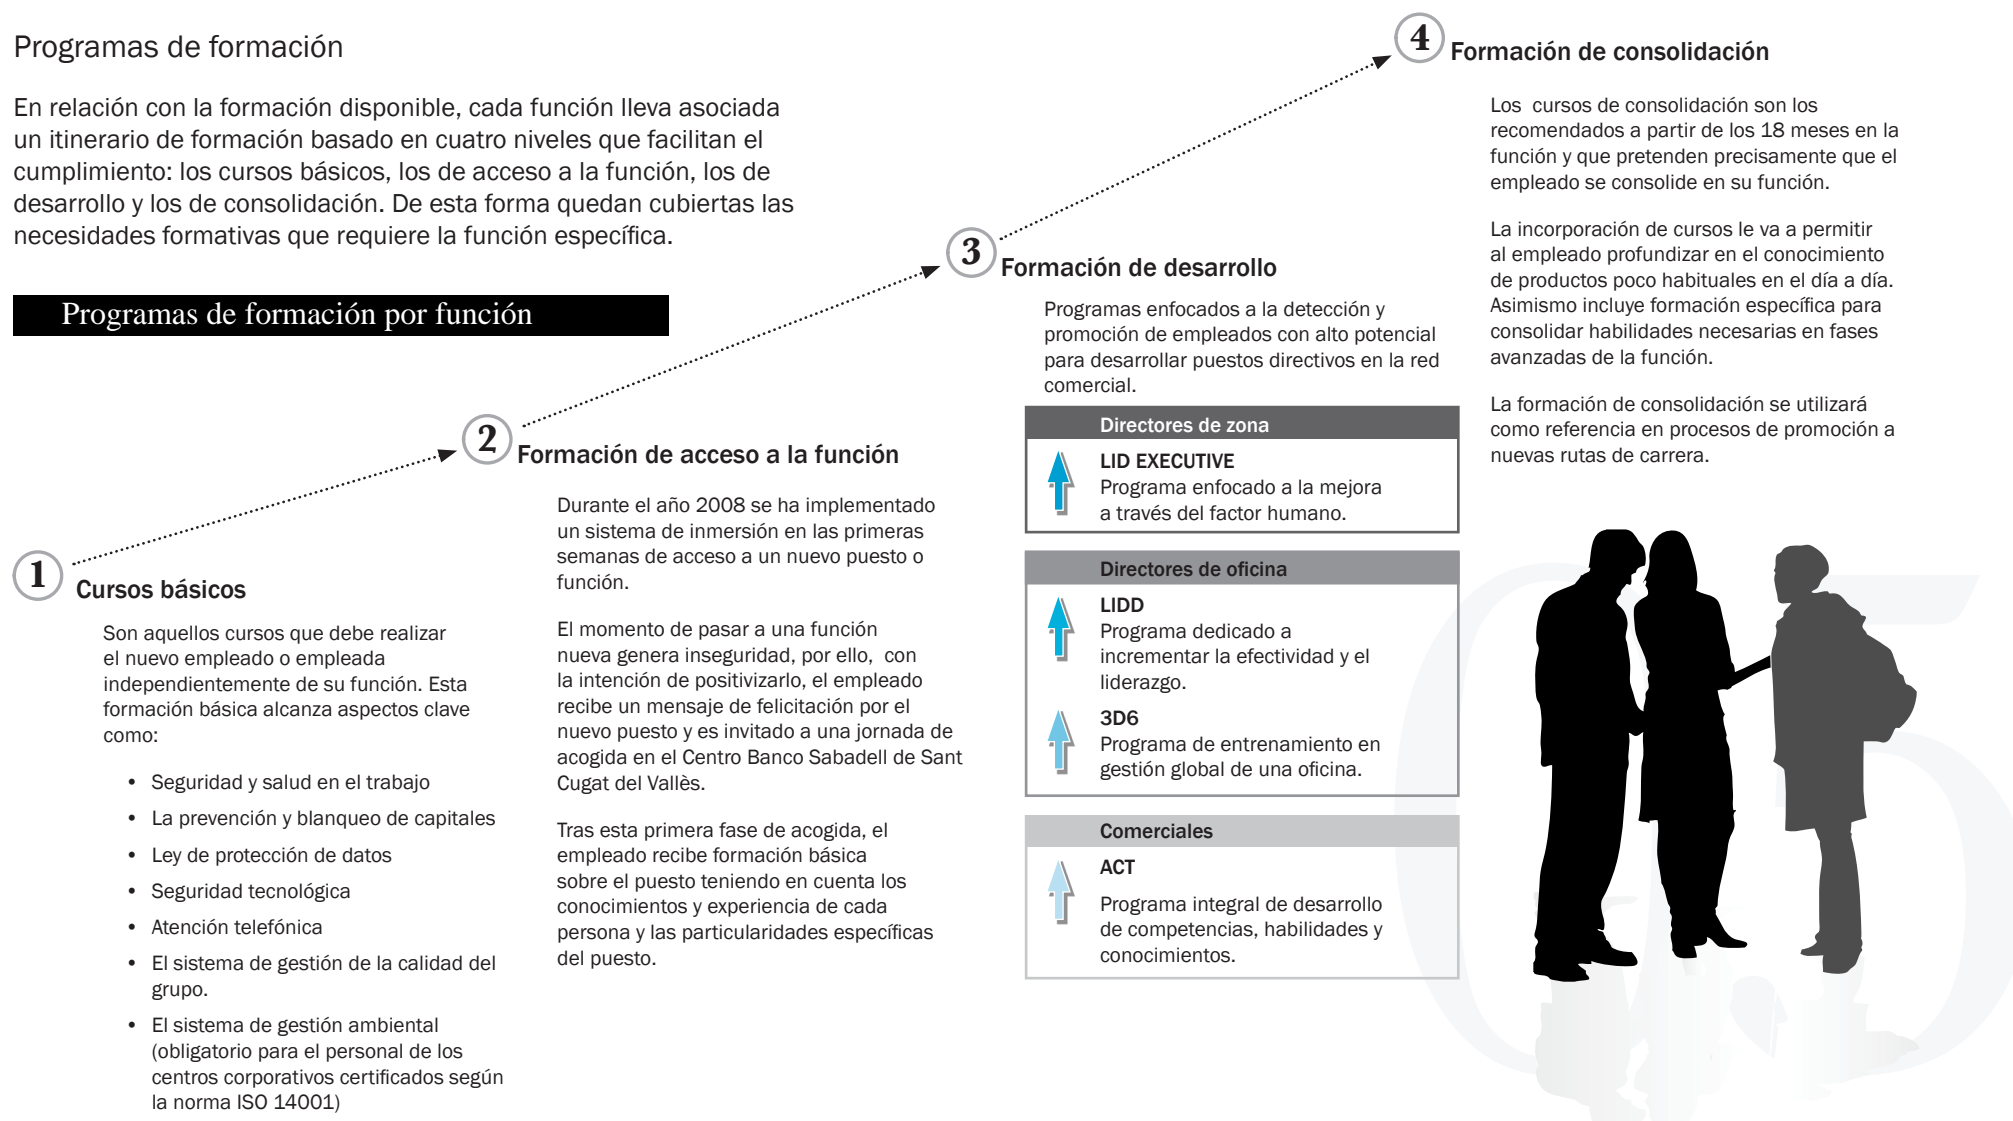 Programas de formación
En relación con la formación disponible, cada función lleva asociada
un itinerario de formación basado en cuatro niveles que facilitan el
cumplimiento: los cursos básicos, los de acceso a la función, los de
desarrollo y los de consolidación. De esta forma quedan cubiertas las
necesidades formativas que requiere la función específica.
Programas de formación por función
1
Cursos básicos
Son aquellos cursos que debe realizar
el nuevo empleado o empleada
independientemente de su función. Esta
formación básica alcanza aspectos clave
como:
• Seguridad y salud en el trabajo
• La prevención y blanqueo de capitales
• Ley de protección de datos
• Seguridad tecnológica
• Atención telefónica
• El sistema de gestión de la calidad del
grupo.
• El sistema de gestión ambiental
(obligatorio para el personal de los
centros corporativos certificados según
la norma ISO 14001)
2
Formación de acceso a la función
Durante el año 2008 se ha implementado
un sistema de inmersión en las primeras
semanas de acceso a un nuevo puesto o
función.
El momento de pasar a una función
nueva genera inseguridad, por ello, con
la intención de positivizarlo, el empleado
recibe un mensaje de felicitación por el
nuevo puesto y es invitado a una jornada de
acogida en el Centro Banco Sabadell de Sant
Cugat del Vallès.
Tras esta primera fase de acogida, el
empleado recibe formación básica
sobre el puesto teniendo en cuenta los
conocimientos y experiencia de cada
persona y las particularidades específicas
del puesto.
3
Formación de desarrollo
Programas enfocados a la detección y
promoción de empleados con alto potencial
para desarrollar puestos directivos en la red
comercial.
Directores de zona
LID EXECUTIVE
Programa enfocado a la mejora
a través del factor humano.
Directores de oficina
LIDD
Programa dedicado a
incrementar la efectividad y el
liderazgo.
3D6
Programa de entrenamiento en
gestión global de una oficina.
Comerciales
ACT
Programa integral de desarrollo
de competencias, habilidades y
conocimientos.
4
Formación de consolidación
Los cursos de consolidación son los
recomendados a partir de los 18 meses en la
función y que pretenden precisamente que el
empleado se consolide en su función.
La incorporación de cursos le va a permitir
al empleado profundizar en el conocimiento
de productos poco habituales en el día a día.
Asimismo incluye formación específica para
consolidar habilidades necesarias en fases
avanzadas de la función.
La formación de consolidación se utilizará
como referencia en procesos de promoción a
nuevas rutas de carrera.
05